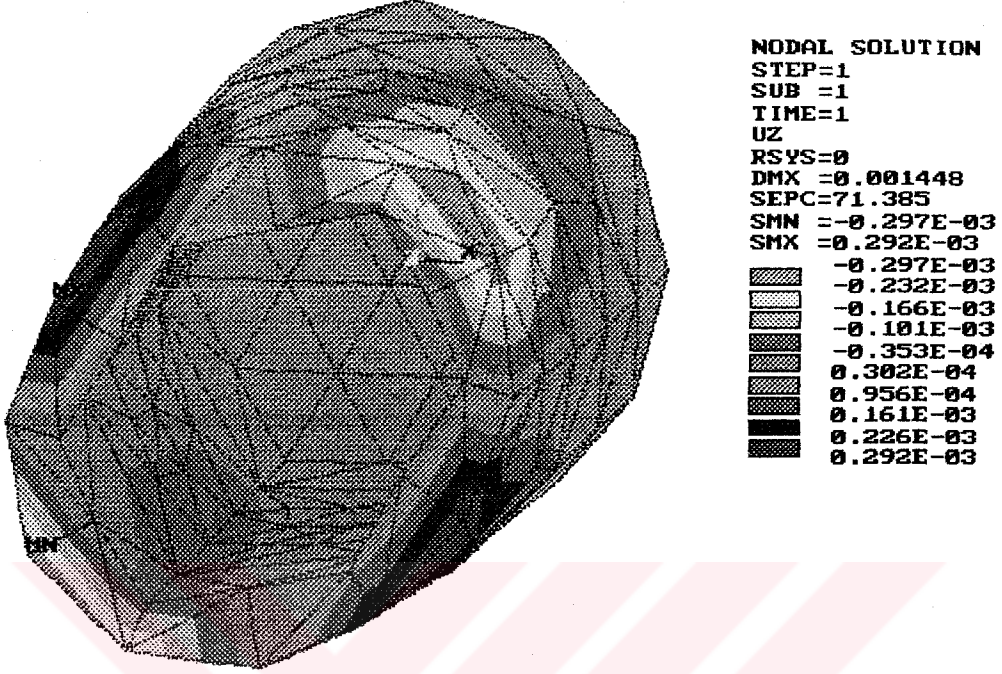 NODAL SOLUTION
STEP=1
SUB =1
TIME=1
UZ
RSYS=0
DMX =0.001448
SEPC=71.385
SMN =-0.297E-03
SMX =0.292E-03
-0.297E-03
-0.232E-03
-0.166E-03
-0.101E-03
-0.353E-04
0.302E-04
0.956E-04
0.161E-03
0.226E-03
0.292E-03
MN